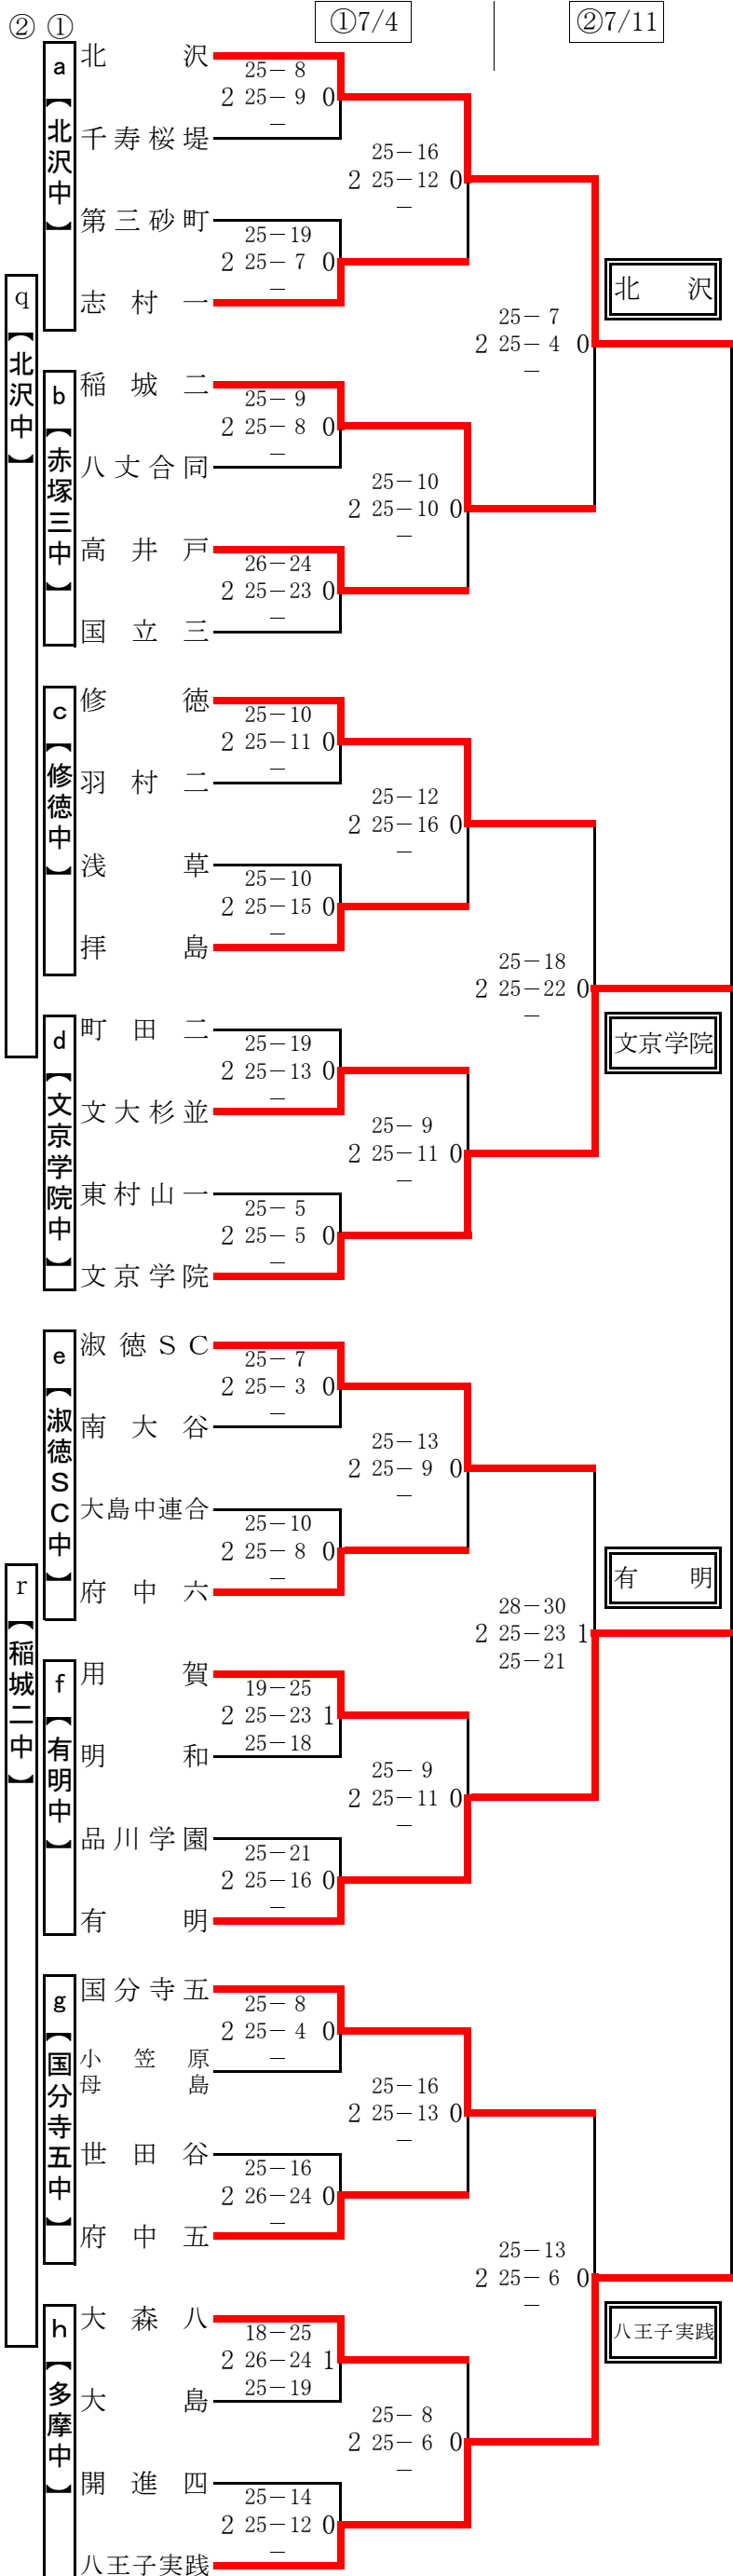 ② ①
①7/4
②7/11
a【北沢中】
北沢
25－8
2 25－9 0
－
千寿桜堤
25－16
2 25－12 0
－
第三砂町
25－19
2 25－7 0
－
志村一
北沢
25－7
2 25－4 0
－
q【北沢中】
b【赤塚三中】
稲城二
25－9
2 25－8 0
－
八丈合同
25－10
2 25－10 0
－
高井戸
26－24
2 25－23 0
－
国立三
c【修徳中】
修徳
25－10
2 25－11 0
－
羽村二
25－12
2 25－16 0
－
浅草
25－10
2 25－15 0
－
拝島
25－18
2 25－22 0
－
文京学院
d【文京学院中】
町田二
25－19
2 25－13 0
－
文大杉並
25－9
2 25－11 0
－
東村山一
25－5
2 25－5 0
－
文京学院
e【淑徳SC中】
淑徳SC
25－7
2 25－3 0
－
南大谷
25－13
2 25－9 0
－
大島中連合
25－10
2 25－8 0
－
府中六
有明
28－30
2 25－23 1
25－21
r【稲城二中】
f【有明中】
用賀
19－25
2 25－23 1
25－18
明和
25－9
2 25－11 0
－
品川学園
25－21
2 25－16 0
－
有明
g【国分寺五中】
国分寺五
25－8
2 25－4 0
－
小笠原
母島
25－16
2 25－13 0
－
世田谷
25－16
2 26－24 0
－
府中五
25－13
2 25－6 0
－
八王子実践
h【多摩中】
大森八
18－25
2 26－24 1
25－19
大島
25－8
2 25－6 0
－
開進四
25－14
2 25－12 0
－
八王子実践